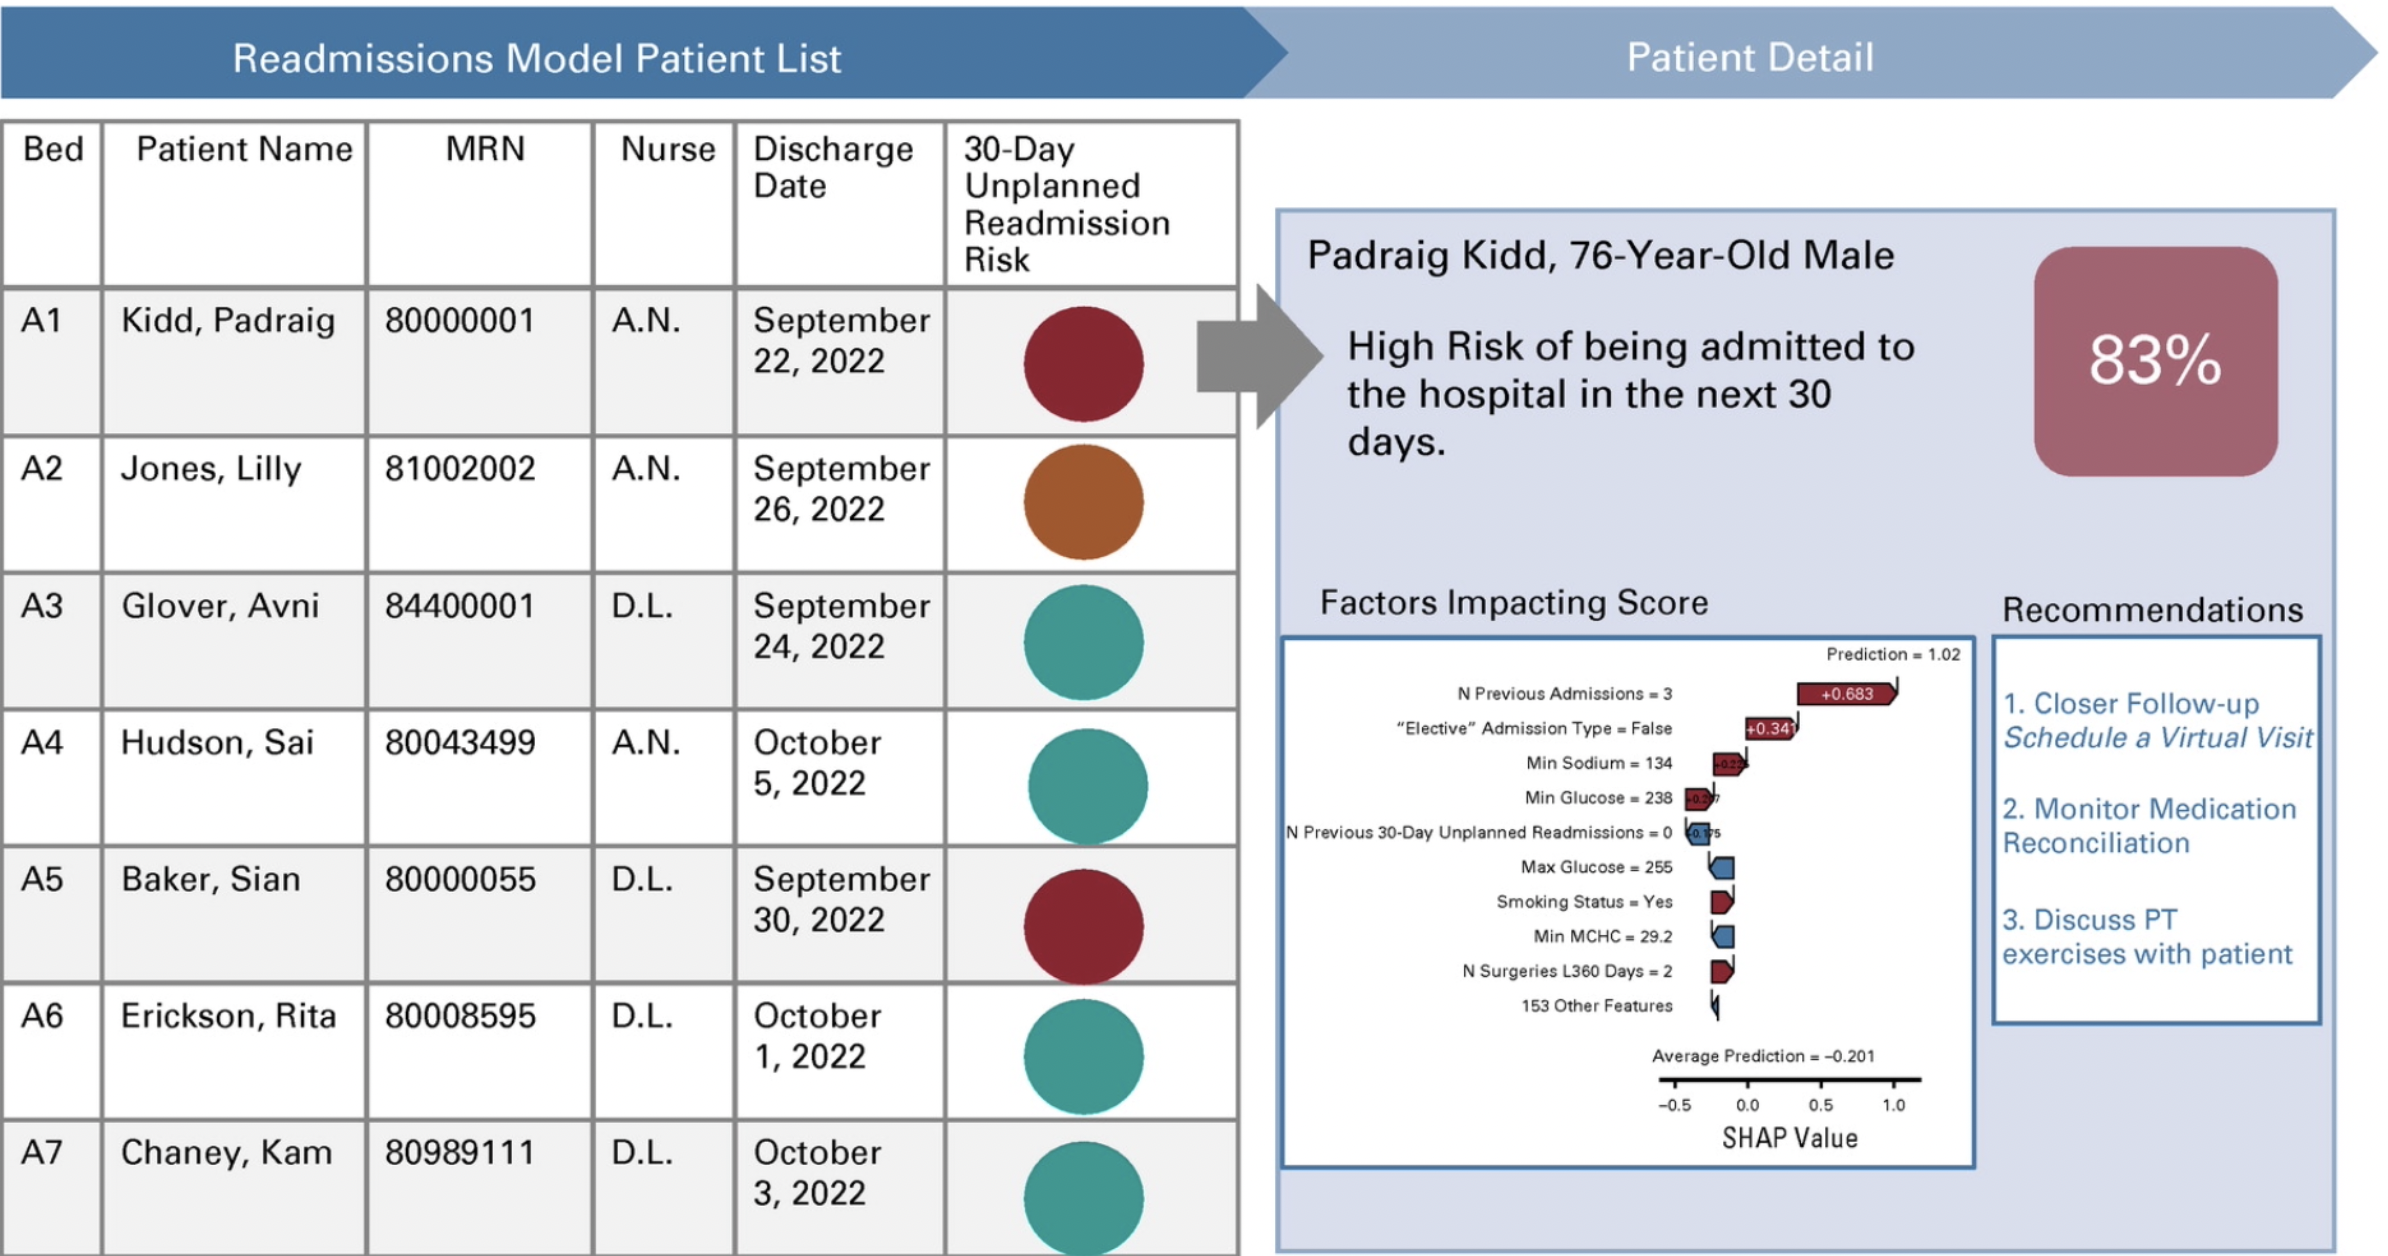 Readmissions Model Patient List
Patient Detail
Bed
Patient Name
MRN
Nurse
Discharge
Date
30-Day
Unplanned
Readmission
Risk
A1
Kidd, Padraig
80000001
A.N.
September
22, 2022
A2
Jones, Lilly
81002002
A.N.
September
26, 2022
A3
Glover, Avni
84400001
D.L.
September
24, 2022
A4
Hudson, Sai
80043499
A.N.
October
5, 2022
A5
Baker, Sian
80000055
D.L.
September
30, 2022
A6
Erickson, Rita
80008595
D.L.
October
1, 2022
A7
Chaney, Kam
80989111
D.L.
October
3, 2022
Padraig Kidd, 76-Year-Old Male
High Risk of being admitted to
the hospital in the next 30
days.
83%
Factors Impacting Score
Prediction = 1.02
N Previous Admissions = 3
+0.683
“Elective” Admission Type = False
+0.341
Min Sodium = 134
Min Glucose = 238
N Previous 30-Day Unplanned Readmissions = 0
Max Glucose = 255
Smoking Status = Yes
Min MCHC = 29.2
N Surgeries L360 Days = 2
153 Other Features
Average Prediction = –0.201
–0.5 0.0 0.5 1.0
SHAP Value
Recommendations
1. Closer Follow-up
Schedule a Virtual Visit
2. Monitor Medication
Reconciliation
3. Discuss PT
exercises with patient